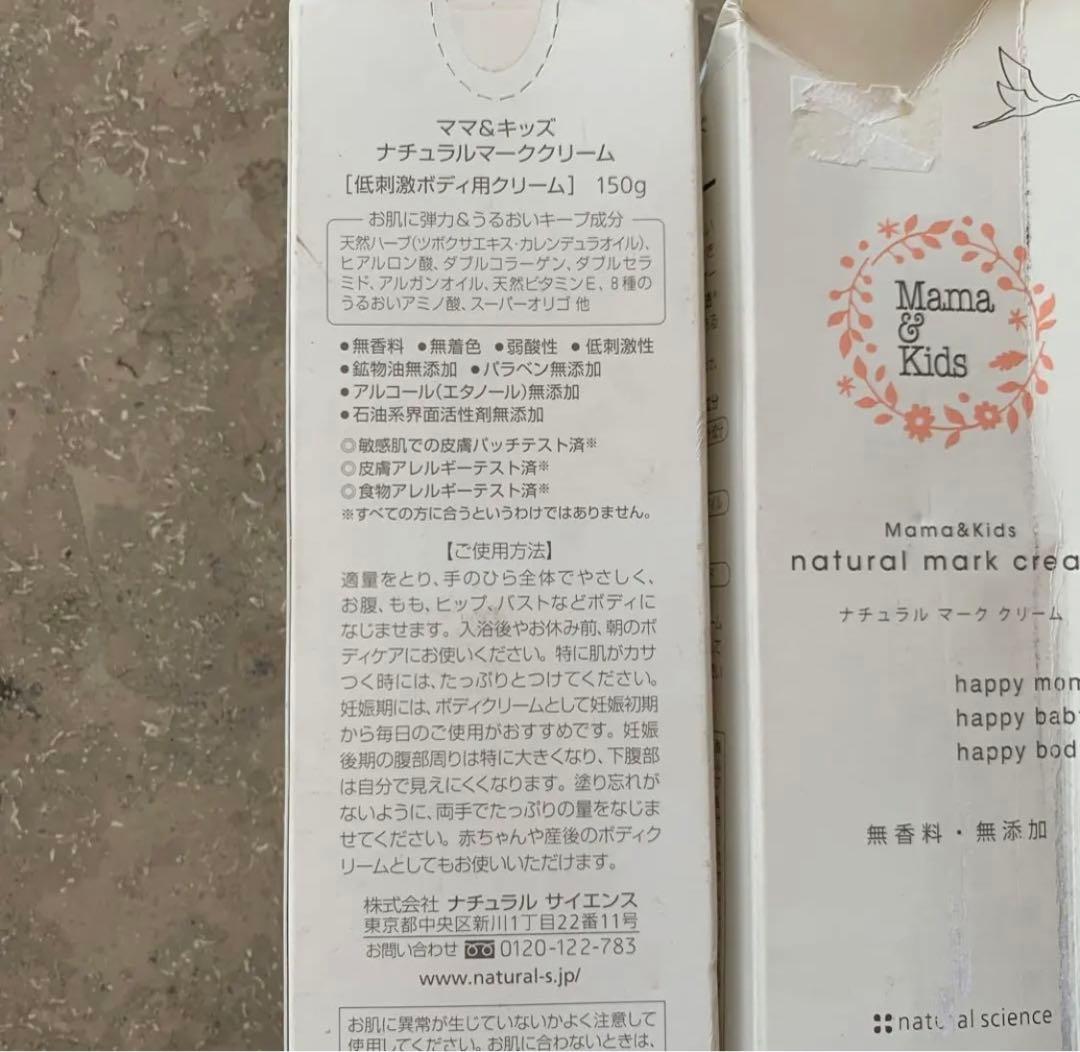 ママ&キッズ
ナチュラルマーククリーム
[低刺激ボディ用クリーム] 150g
お肌に弾力&うるおいキープ成分
天然ハーブ(ツボクサエキス・カレンデュラオイル)、
ヒアルロン酸、ダブルコラーゲン、ダブルセラ
ミド、アルガンオイル、天然ビタミンE、8種の
うるおいアミノ酸、スーパーオリゴ 他
●無香料 ●無着色 ●弱酸性 ●低刺激性
●鉱物油無添加 ●パラベン無添加
●アルコール(エタノール)無添加
●石油系界面活性剤無添加
◎敏感肌での皮膚パッチテスト済※
◎皮膚アレルギーテスト済※
◎食物アレルギーテスト済※
※すべての方に合うというわけではありません。
【ご使用方法】
適量をとり、手のひら全体でやさしく、
お腹、もも、ヒップ、バストなどボディに
なじませます。入浴後やお休み前、朝のボ
ディケアにお使いください。特に肌がカサ
つく時には、たっぷりとつけてください。
妊娠期には、ボディクリームとして妊娠初期
から毎日のご使用がおすすめです。妊娠
後期の腹部周りは特に大きくなり、下腹部
は自分で見えにくくなります。塗り忘れが
ないように、両手でたっぷりの量をなじま
せてください。赤ちゃんや産後のボディク
リームとしてもお使いいただけます。
株式会社 ナチュラル サイエンス
東京都中央区新川1丁目22番11号
お問い合わせ 0120-122-783
www.natural-s.jp/
お肌に異常が生じていないかよく注意して
使用してください。お肌に合わないときは、
Mama
&
Kids
Mama&Kids
natural mark crea
ナチュラル マーク クリーム
happy mom
happy bab
happy bod
無香料・無添加
natural science